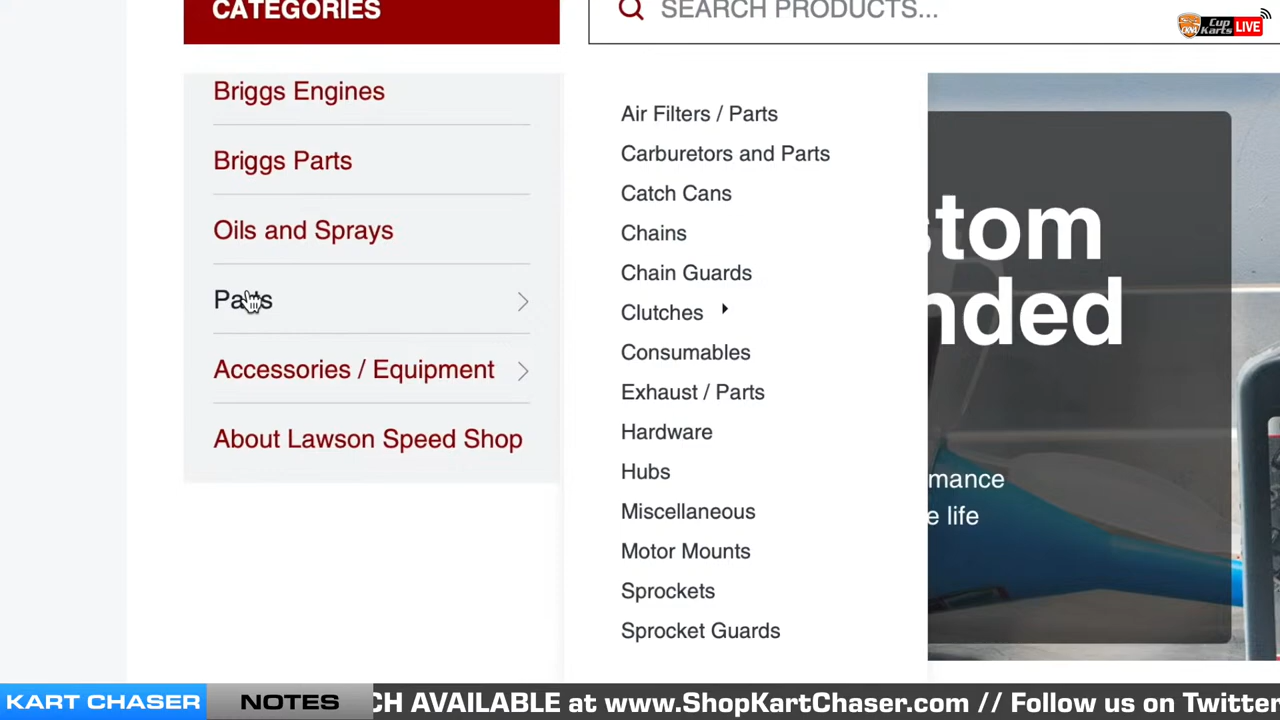 CATEGORIES
SEARCH PRODUCTS...
CKN Cup Karts LIVE
Briggs Engines
Briggs Parts
Oils and Sprays
Parts
Accessories / Equipment
About Lawson Speed Shop
Air Filters / Parts
Carburetors and Parts
Catch Cans
Chains
Chain Guards
Clutches
Consumables
Exhaust / Parts
Hardware
Hubs
Miscellaneous
Motor Mounts
Sprockets
Sprocket Guards
stom
nded
mance
e life
KART CHASER NOTES CH AVAILABLE at www.ShopKartChaser.com // Follow us on Twitter